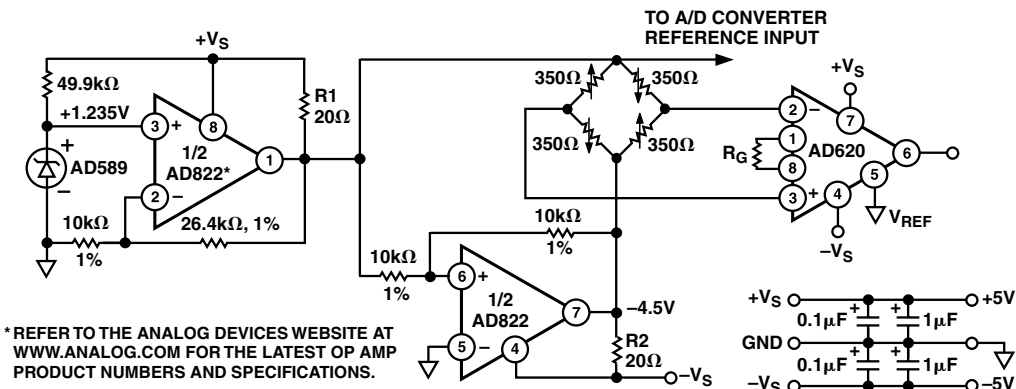 TO A/D CONVERTER
REFERENCE INPUT
+VS
49.9kΩ
+1.235V
3
+
8
R1
20Ω
350Ω
350Ω
+VS
2
–
7
1/2
AD822*
1
+
AD589
–
2
–
350Ω
350Ω
RG
1
8
AD620
6
5
3
+
4
VREF
–VS
10kΩ
1%
26.4kΩ, 1%
10kΩ
1%
10kΩ
1%
6
+
1/2
AD822
7
–4.5V
5
–
4
R2
20Ω
–VS
+VS
+5V
0.1µF
+
+
1µF
GND
0.1µF
+
+
1µF
–VS
–5V
* REFER TO THE ANALOG DEVICES WEBSITE AT
WWW.ANALOG.COM FOR THE LATEST OP AMP
PRODUCT NUMBERS AND SPECIFICATIONS.